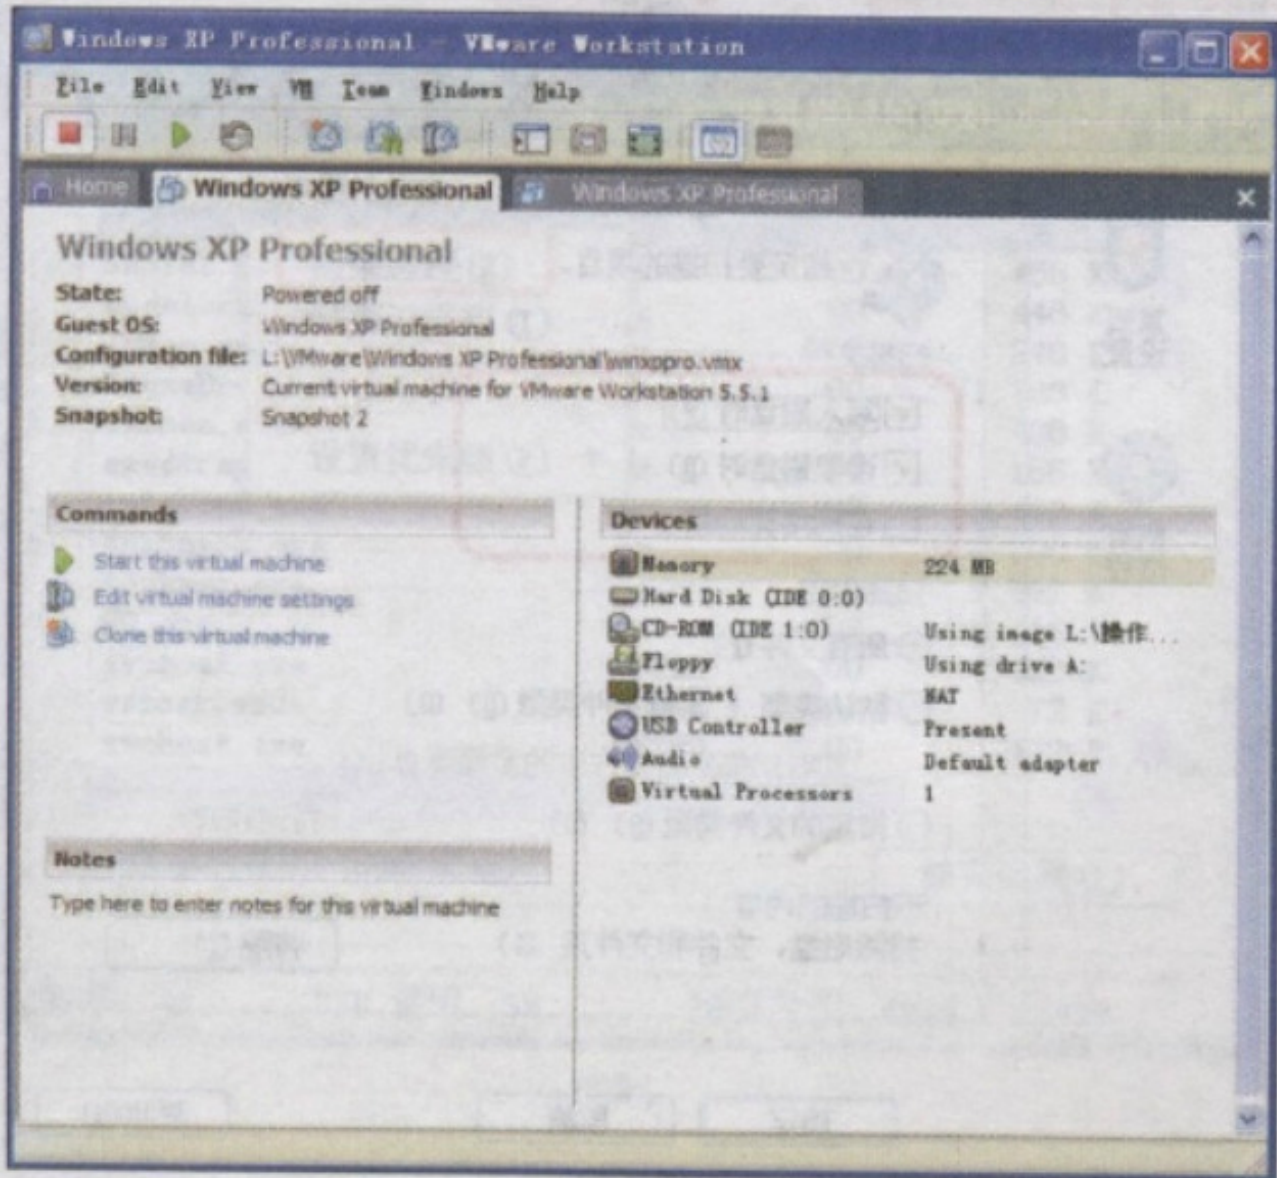 Windows XP Professional - VMware Workstation
File Edit View VM Team Windows Help
Home Windows XP Professional Windows XP Professional
Windows XP Professional
State: Powered off
Guest OS: Windows XP Professional
Configuration file: L:\VMware\Windows XP Professional\winxppro.vmx
Version: Current virtual machine for VMware Workstation 5.5.1
Snapshot: Snapshot 2
Commands
Start this virtual machine
Edit virtual machine settings
Clone this virtual machine
Devices
Memory 224 MB
Hard Disk (IDE 0:0)
CD-ROM (IDE 1:0) Using image L:\操作...
Floppy Using drive A:
Ethernet NAT
USB Controller Present
Audio Default adapter
Virtual Processors 1
Notes
Type here to enter notes for this virtual machine